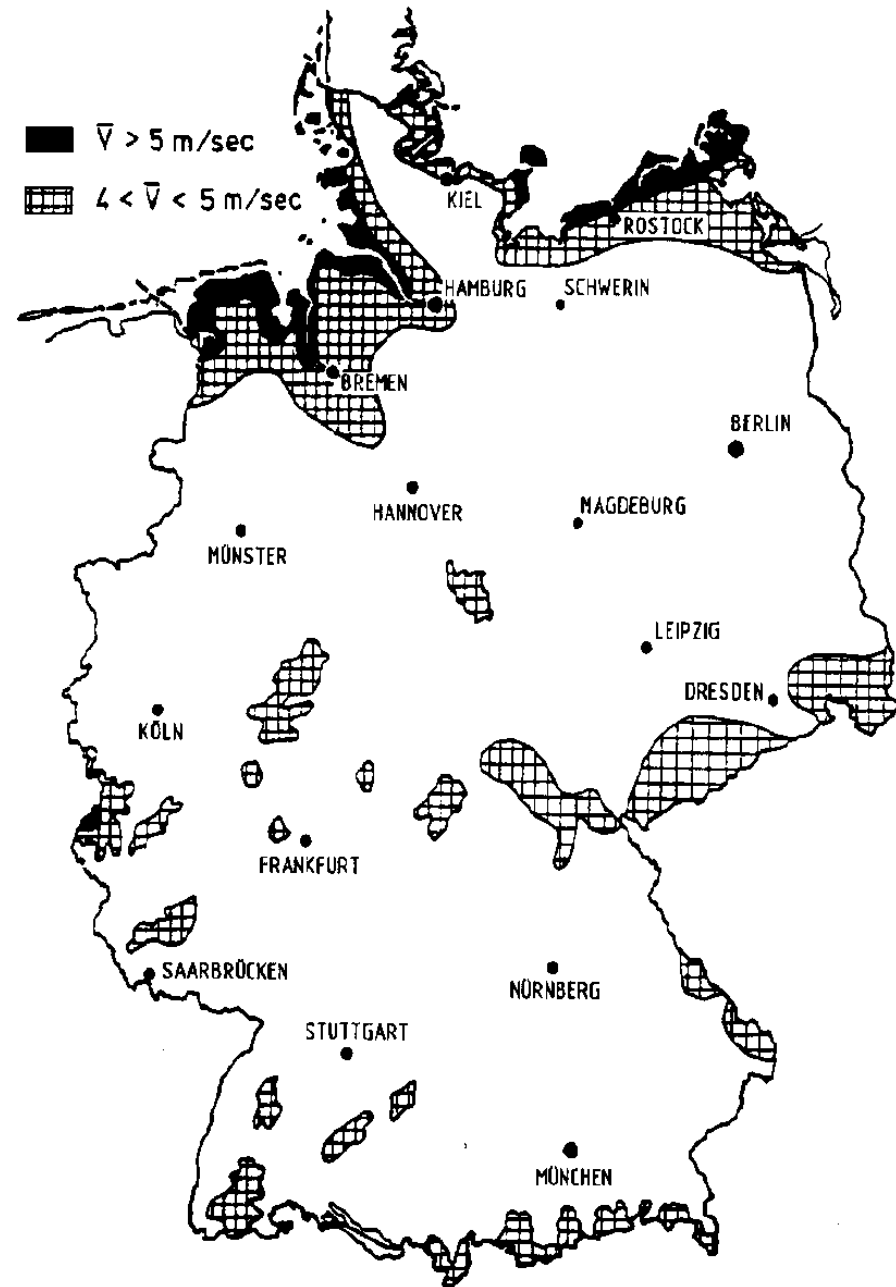 V̅ > 5 m/sec
4 < V̅ < 5 m/sec
KIEL
ROSTOCK
HAMBURG
SCHWERIN
BREMEN
BERLIN
HANNOVER
MAGDEBURG
MÜNSTER
LEIPZIG
DRESDEN
KÖLN
FRANKFURT
SAARBRÜCKEN
NÜRNBERG
STUTTGART
MÜNCHEN